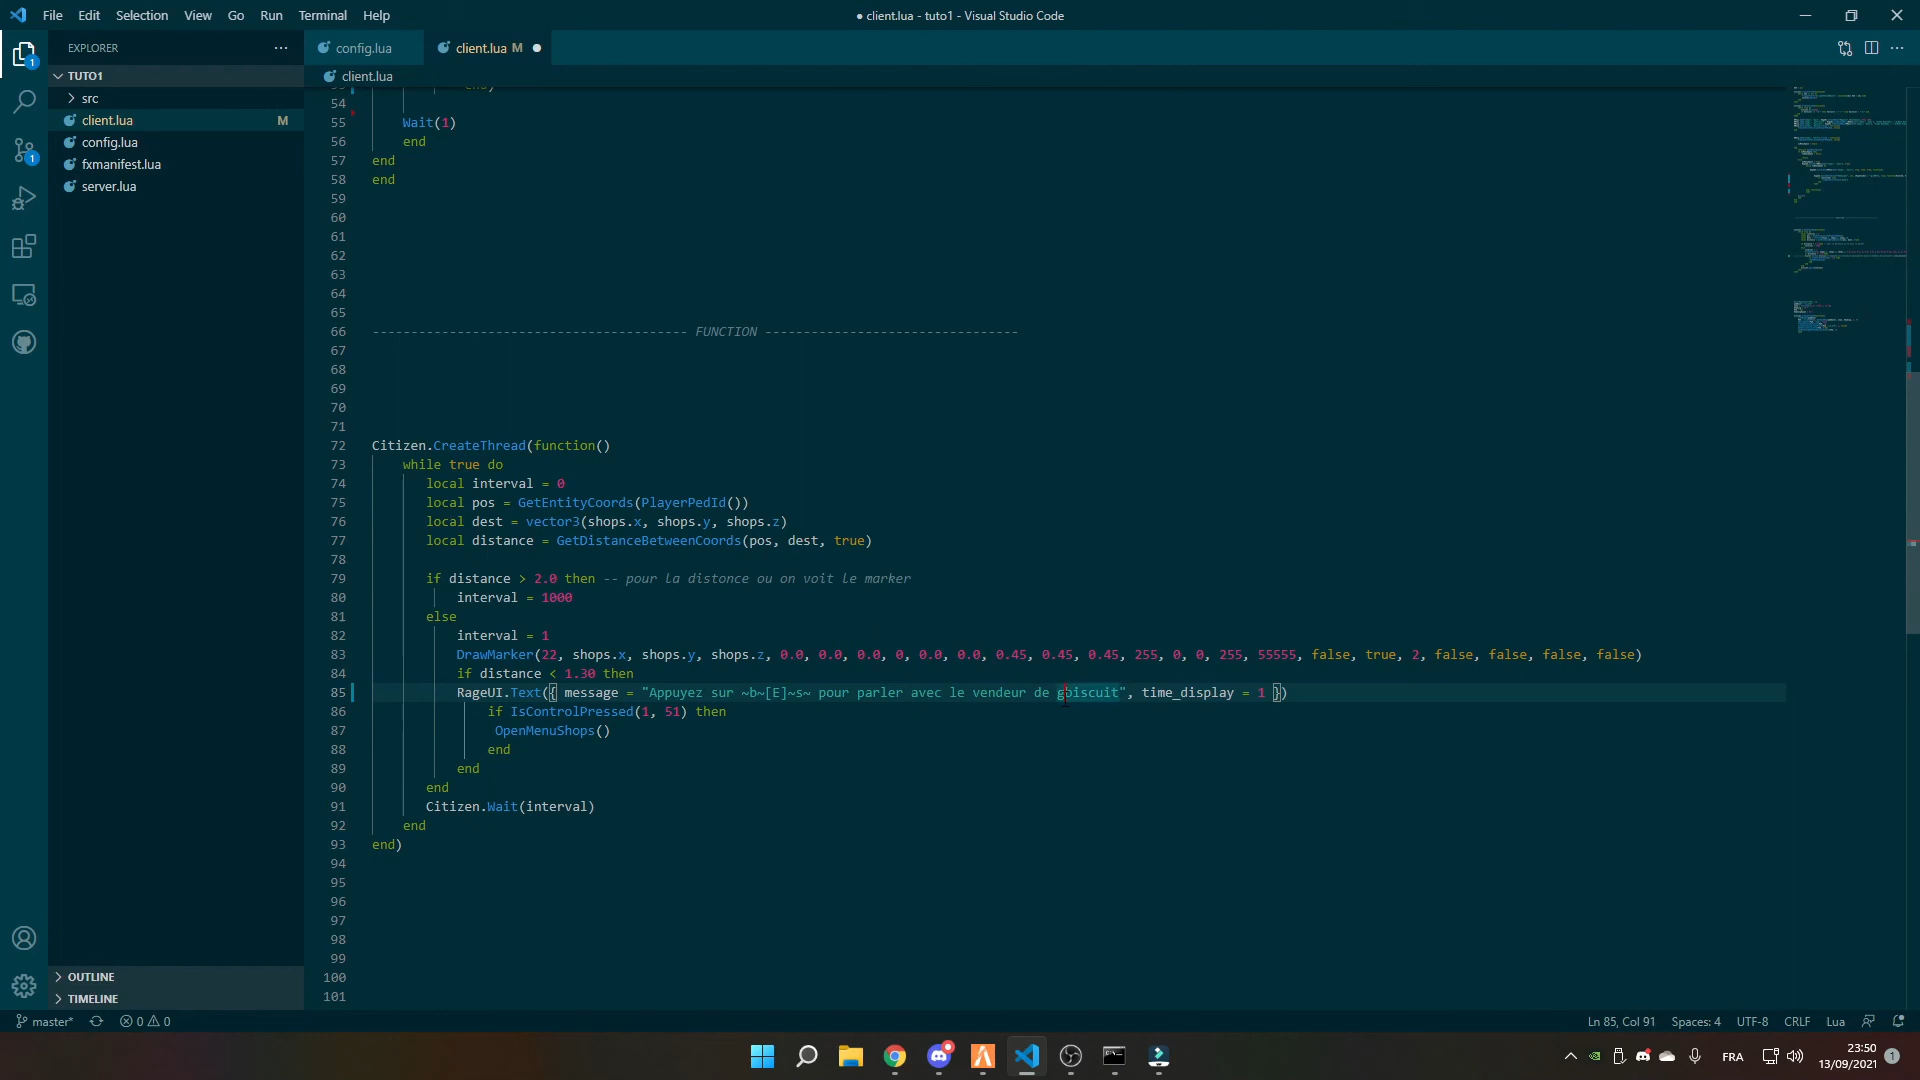 File Edit Selection View Go Run Terminal Help
● client.lua - tuto1 - Visual Studio Code
EXPLORER
config.lua
client.lua M
TUTO1
client.lua
src
client.lua M
config.lua
fxmanifest.lua
server.lua
54
55 Wait(1)
56 end
57 end
58 end
59
60
61
62
63
64
65
66 ----------------------------------------- FUNCTION ---------------------------------
67
68
69
70
71
72 Citizen.CreateThread(function()
73 while true do
74 local interval = 0
75 local pos = GetEntityCoords(PlayerPedId())
76 local dest = vector3(shops.x, shops.y, shops.z)
77 local distance = GetDistanceBetweenCoords(pos, dest, true)
78
79 if distance > 2.0 then -- pour la distonce ou on voit le marker
80 interval = 1000
81 else
82 interval = 1
83 DrawMarker(22, shops.x, shops.y, shops.z, 0.0, 0.0, 0.0, 0, 0.0, 0.0, 0.45, 0.45, 0.45, 255, 0, 0, 255, 55555, false, true, 2, false, false, false, false)
84 if distance < 1.30 then
85 RageUI.Text({ message = "Appuyez sur ~b~[E]~s~ pour parler avec le vendeur de gbiscuit", time_display = 1 })
86 if IsControlPressed(1, 51) then
87 OpenMenuShops()
88 end
89 end
90 end
91 Citizen.Wait(interval)
92 end
93 end)
94
95
96
97
98
99
100
101
OUTLINE
TIMELINE
master* 0 0
Ln 85, Col 91 Spaces: 4 UTF-8 CRLF Lua
FRA
23:50
13/09/2021